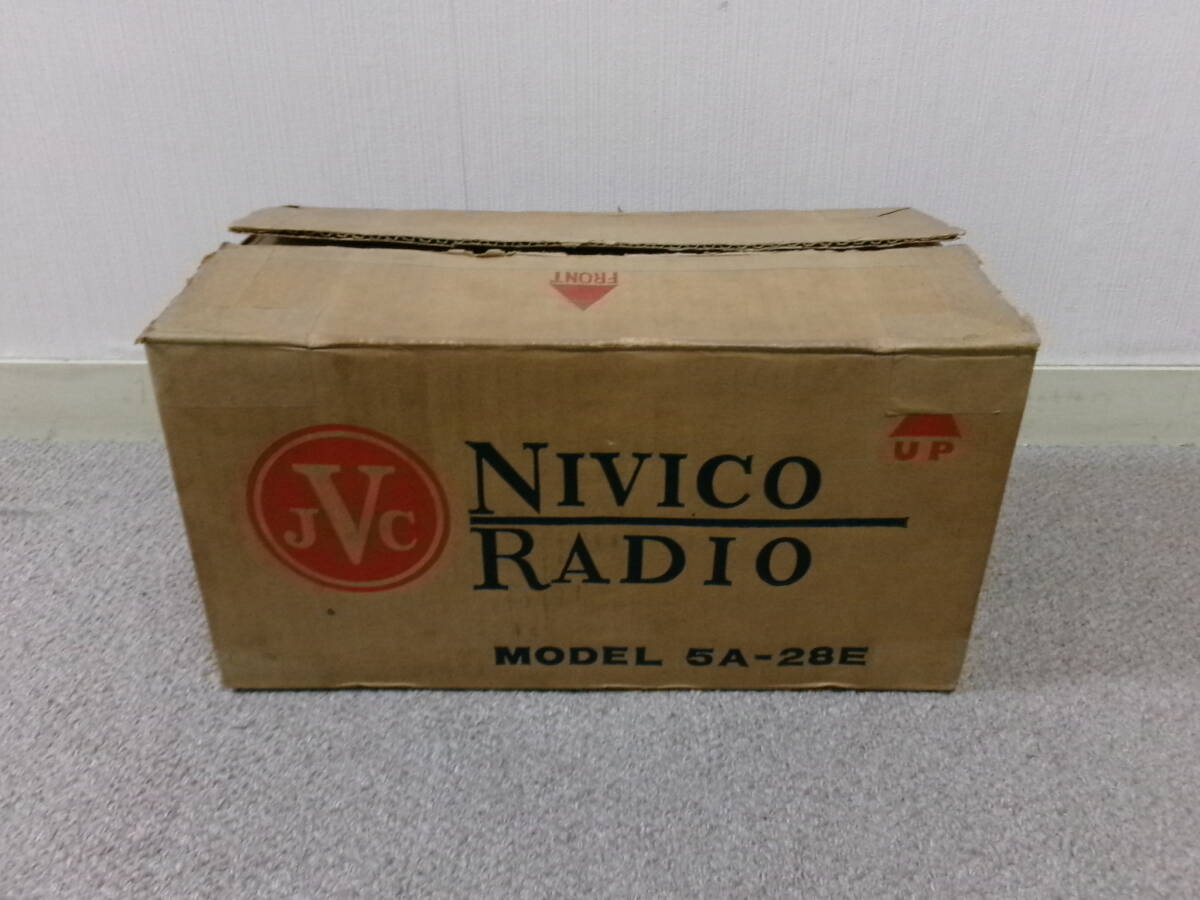 FRONT
UP
JVC
NIVICO
RADIO
MODEL 5A-28E